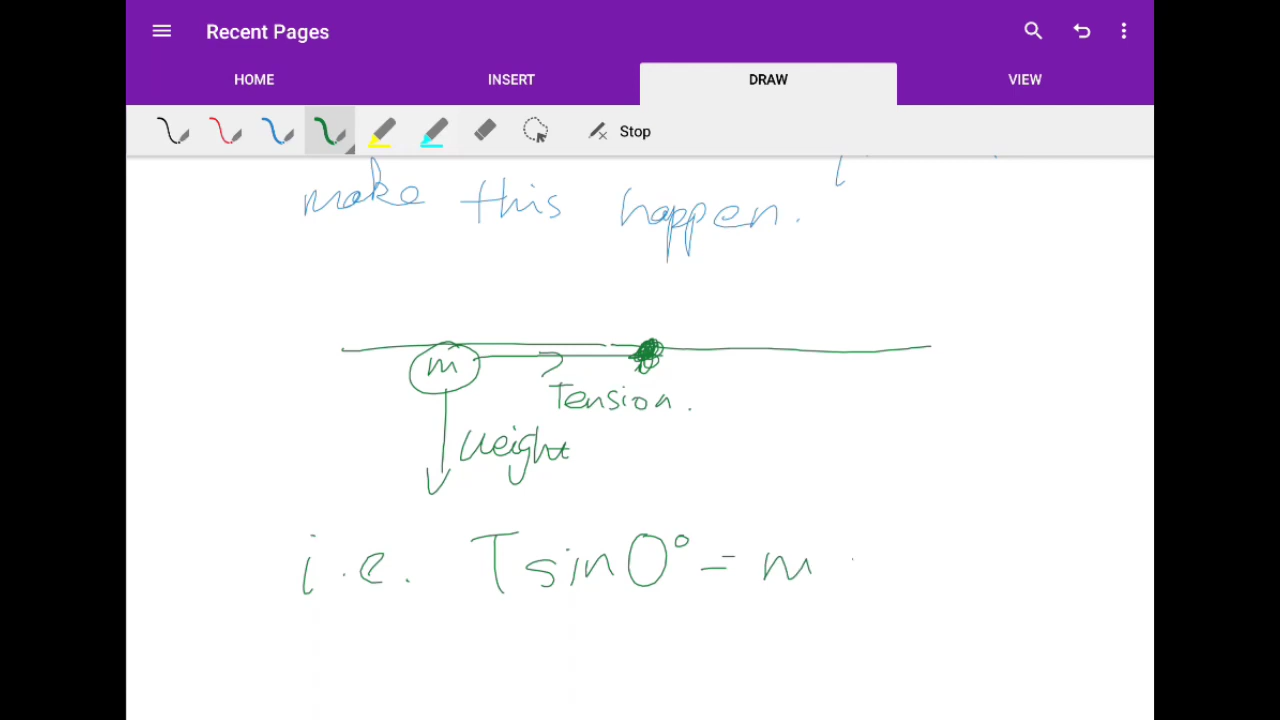 Recent Pages
HOME INSERT DRAW VIEW
Stop
make this happen.
m
Tension.
Weight
i.e. T sin 0° = m